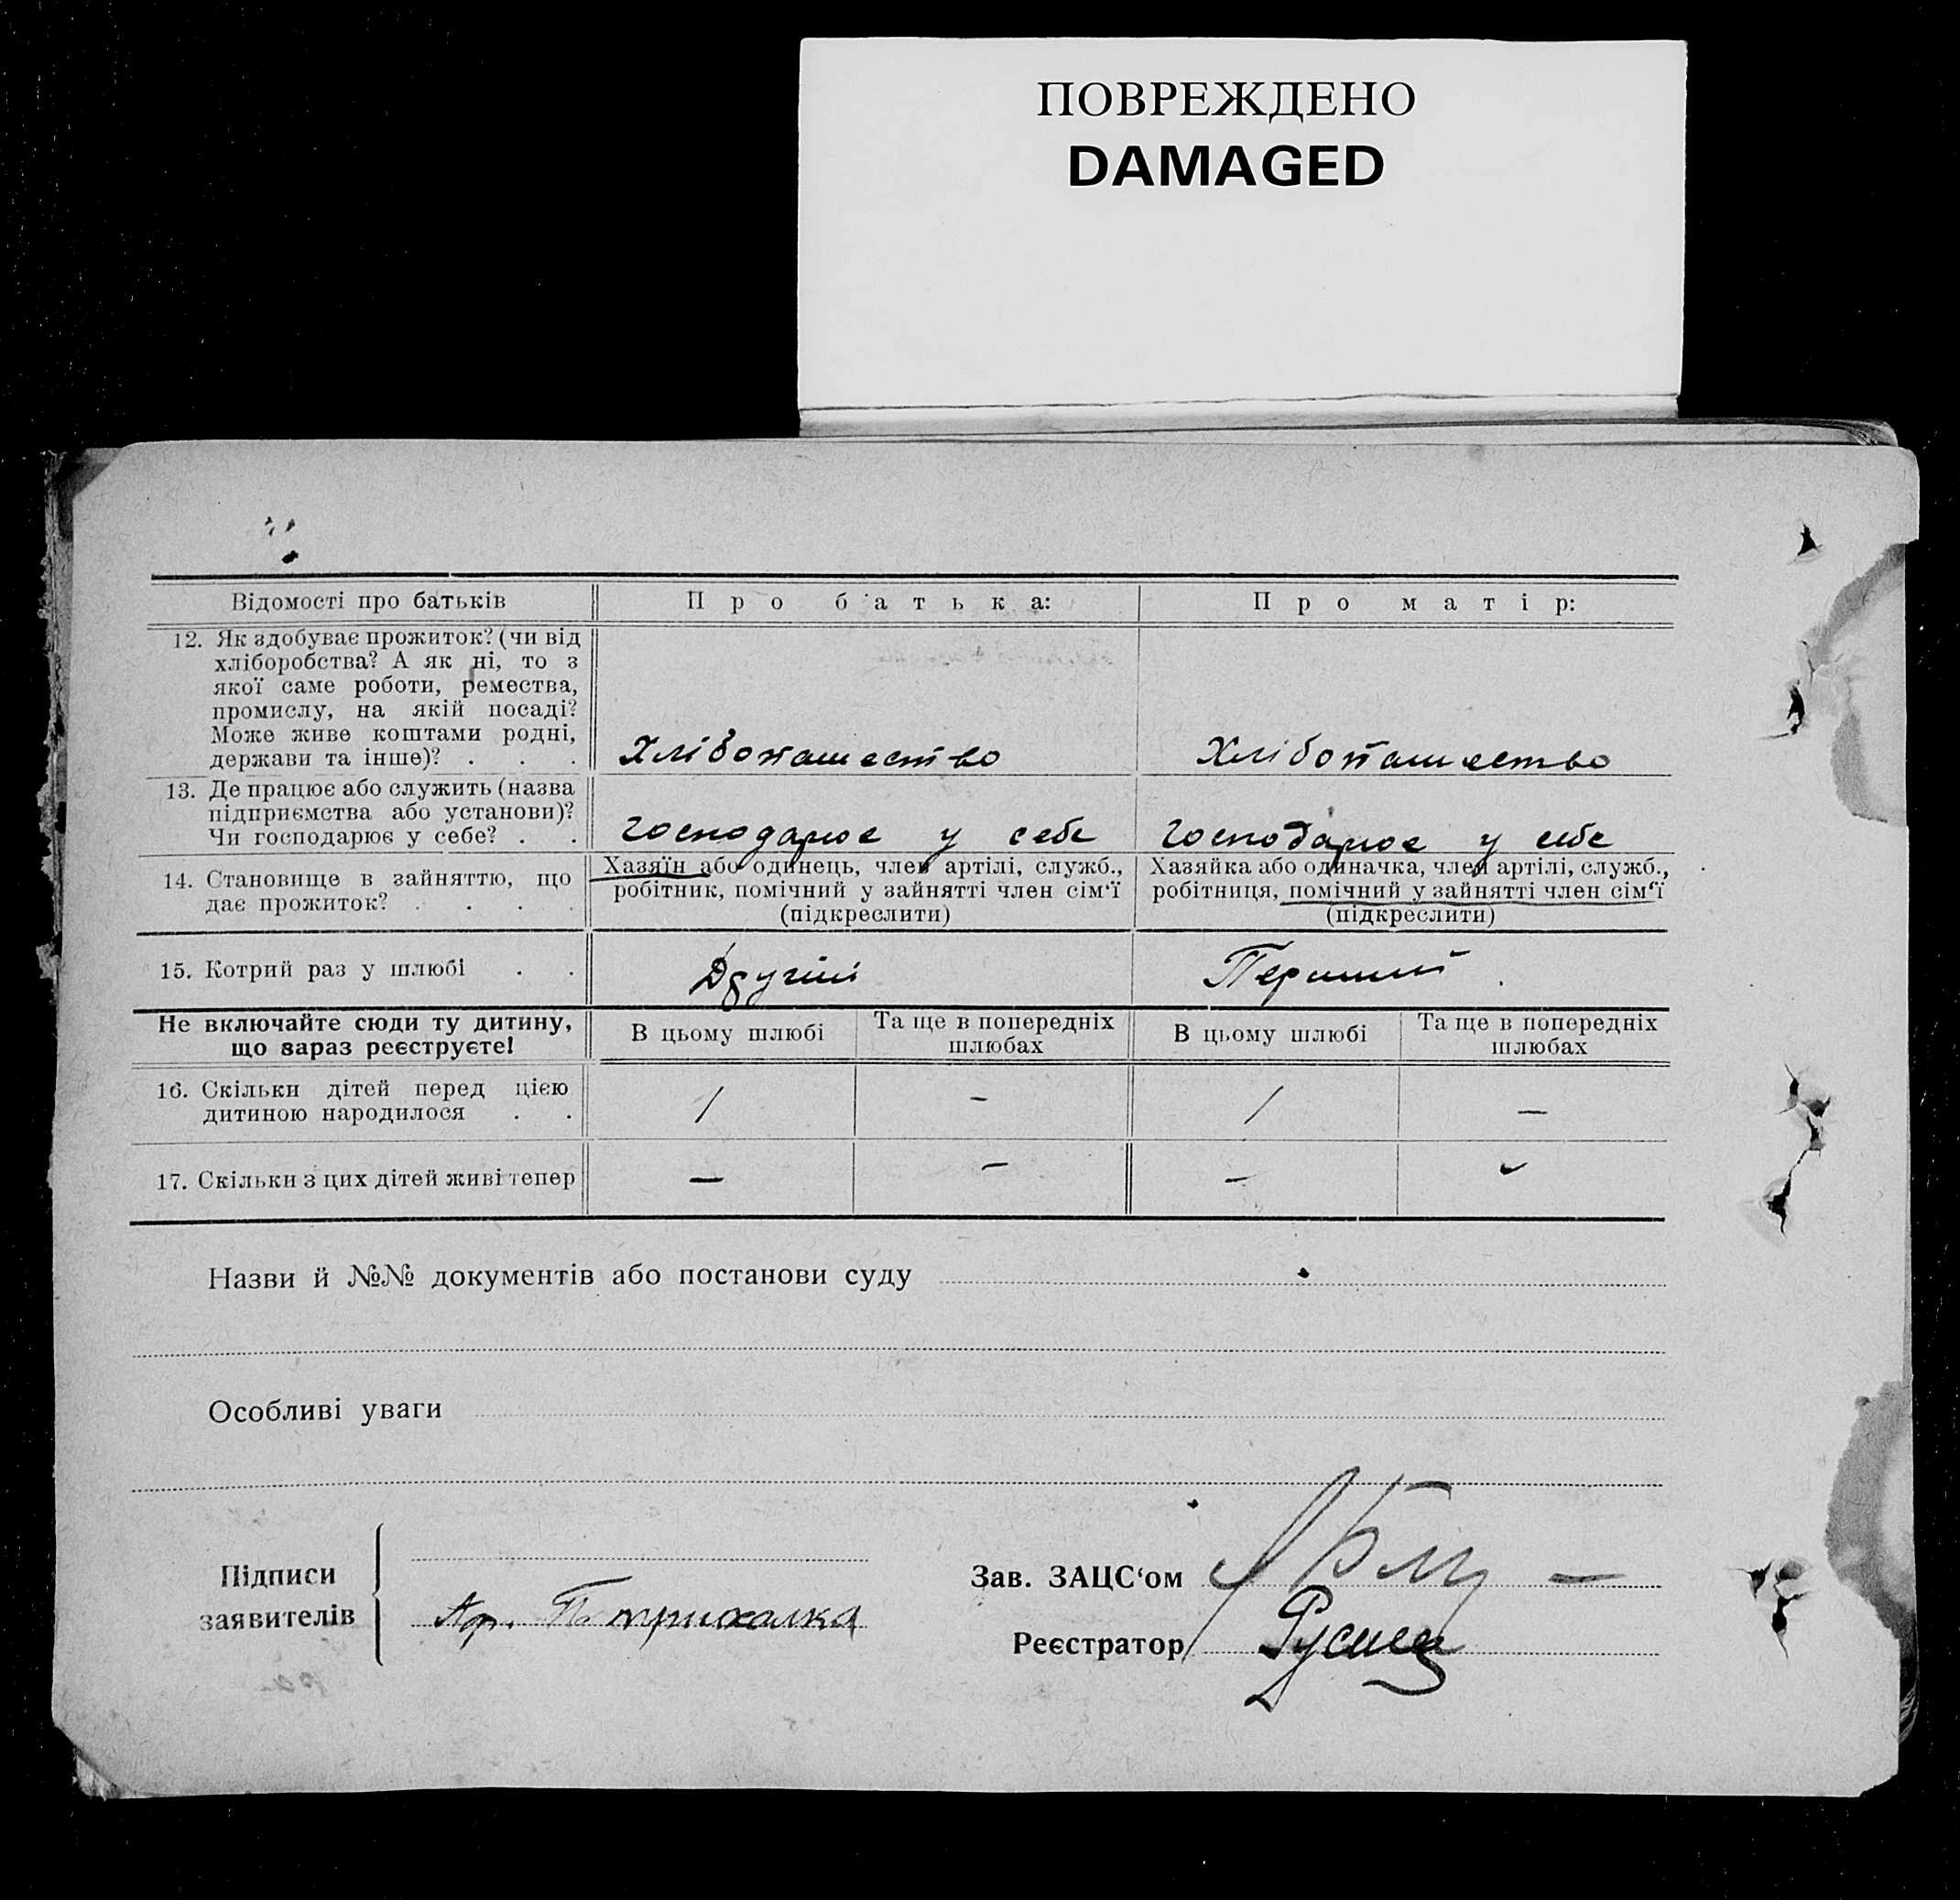 ПОВРЕЖДЕНО
DAMAGED
Відомості про батьків
Про батька:
Про матір:
12. Як здобуває прожиток? (чи від
хліборобства? А як ні, то з
якої саме роботи, ремества,
промислу, на якій посаді?
Може живе коштами родні,
держави та інше)? . . .
Хлібопашество
Хлібопашество
13. Де працює або служить (назва
підприємства або установи)?
Чи господарює у себе? . .
Господарює у себе
Господарює у себе
14. Становище в зайняттю, що
дає прожиток? . . . .
Хазяїн або одинець, член артілі, служб.,
робітник, помічний у зайнятті член сім‘ї
(підкреслити)
Хазяйка або одиначка, член артілі, служб.,
робітниця, помічний у зайнятті член сім‘ї
(підкреслити)
15. Котрий раз у шлюбі . .
Другий
Перший
Не включайте сюди ту дитину,
що зараз реєструєте!
В цьому шлюбі
Та ще в попередніх
шлюбах
В цьому шлюбі
Та ще в попередніх
шлюбах
16. Скільки дітей перед цією
дитиною народилося . .
1
-
1
—
17. Скільки з цих дітей живі тепер
—
—
—
-
Назви й №№ документів або постанови суду
Особливі уваги
Підписи
заявителів
Зав. ЗАЦС‘ом
Реєстратор